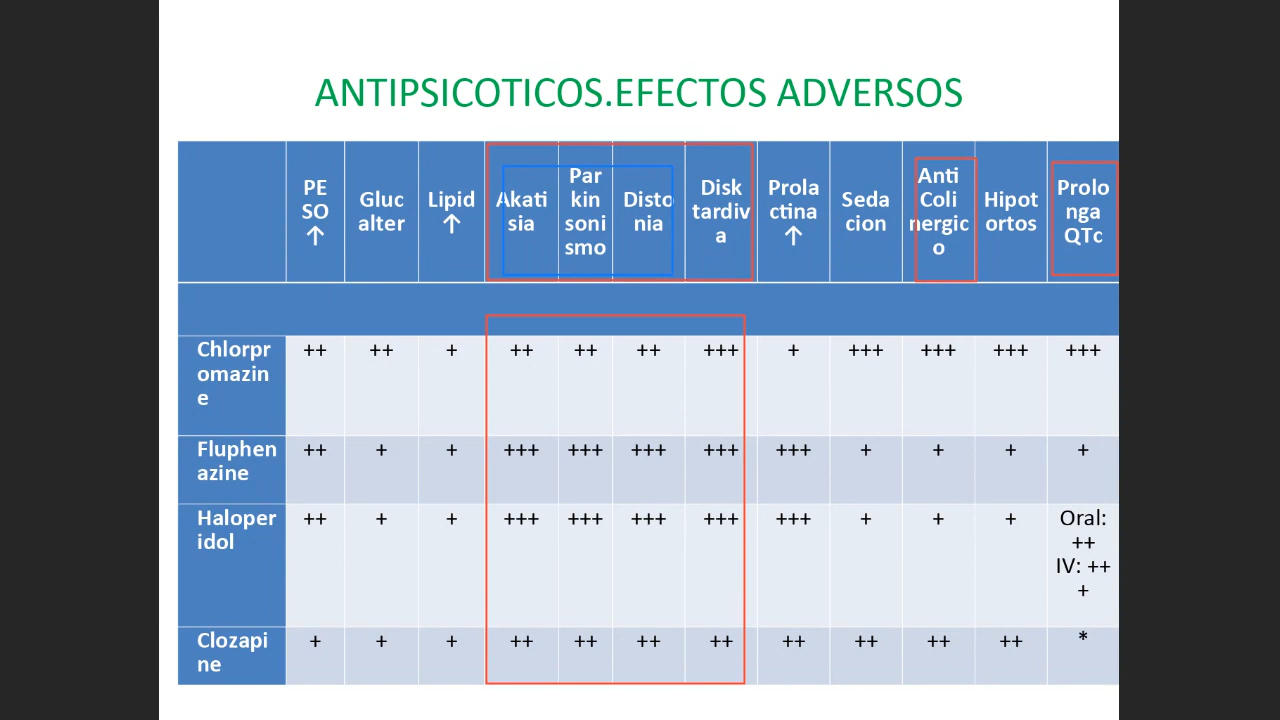 ANTIPSICOTICOS.EFECTOS ADVERSOS
PE
SO
↑
Gluc
alter
Lipid
↑
Akati
sia
Par
kin
soni
smo
Disto
nia
Disk
tardiv
a
Prola
ctina
↑
Seda
cion
Anti
Coli
nergic
o
Hipot
ortos
Prolo
nga
QTc
Chlorpr
omazin
e
++ ++ + ++ ++ ++ +++ + +++ +++ +++ +++
Fluphen
azine
++ + + +++ +++ +++ +++ +++ + + + +
Haloper
idol
++ + + +++ +++ +++ +++ +++ + + +
Oral:
++
IV: ++
+
Clozapi
ne
+ + + ++ ++ ++ ++ ++ ++ ++ ++ *